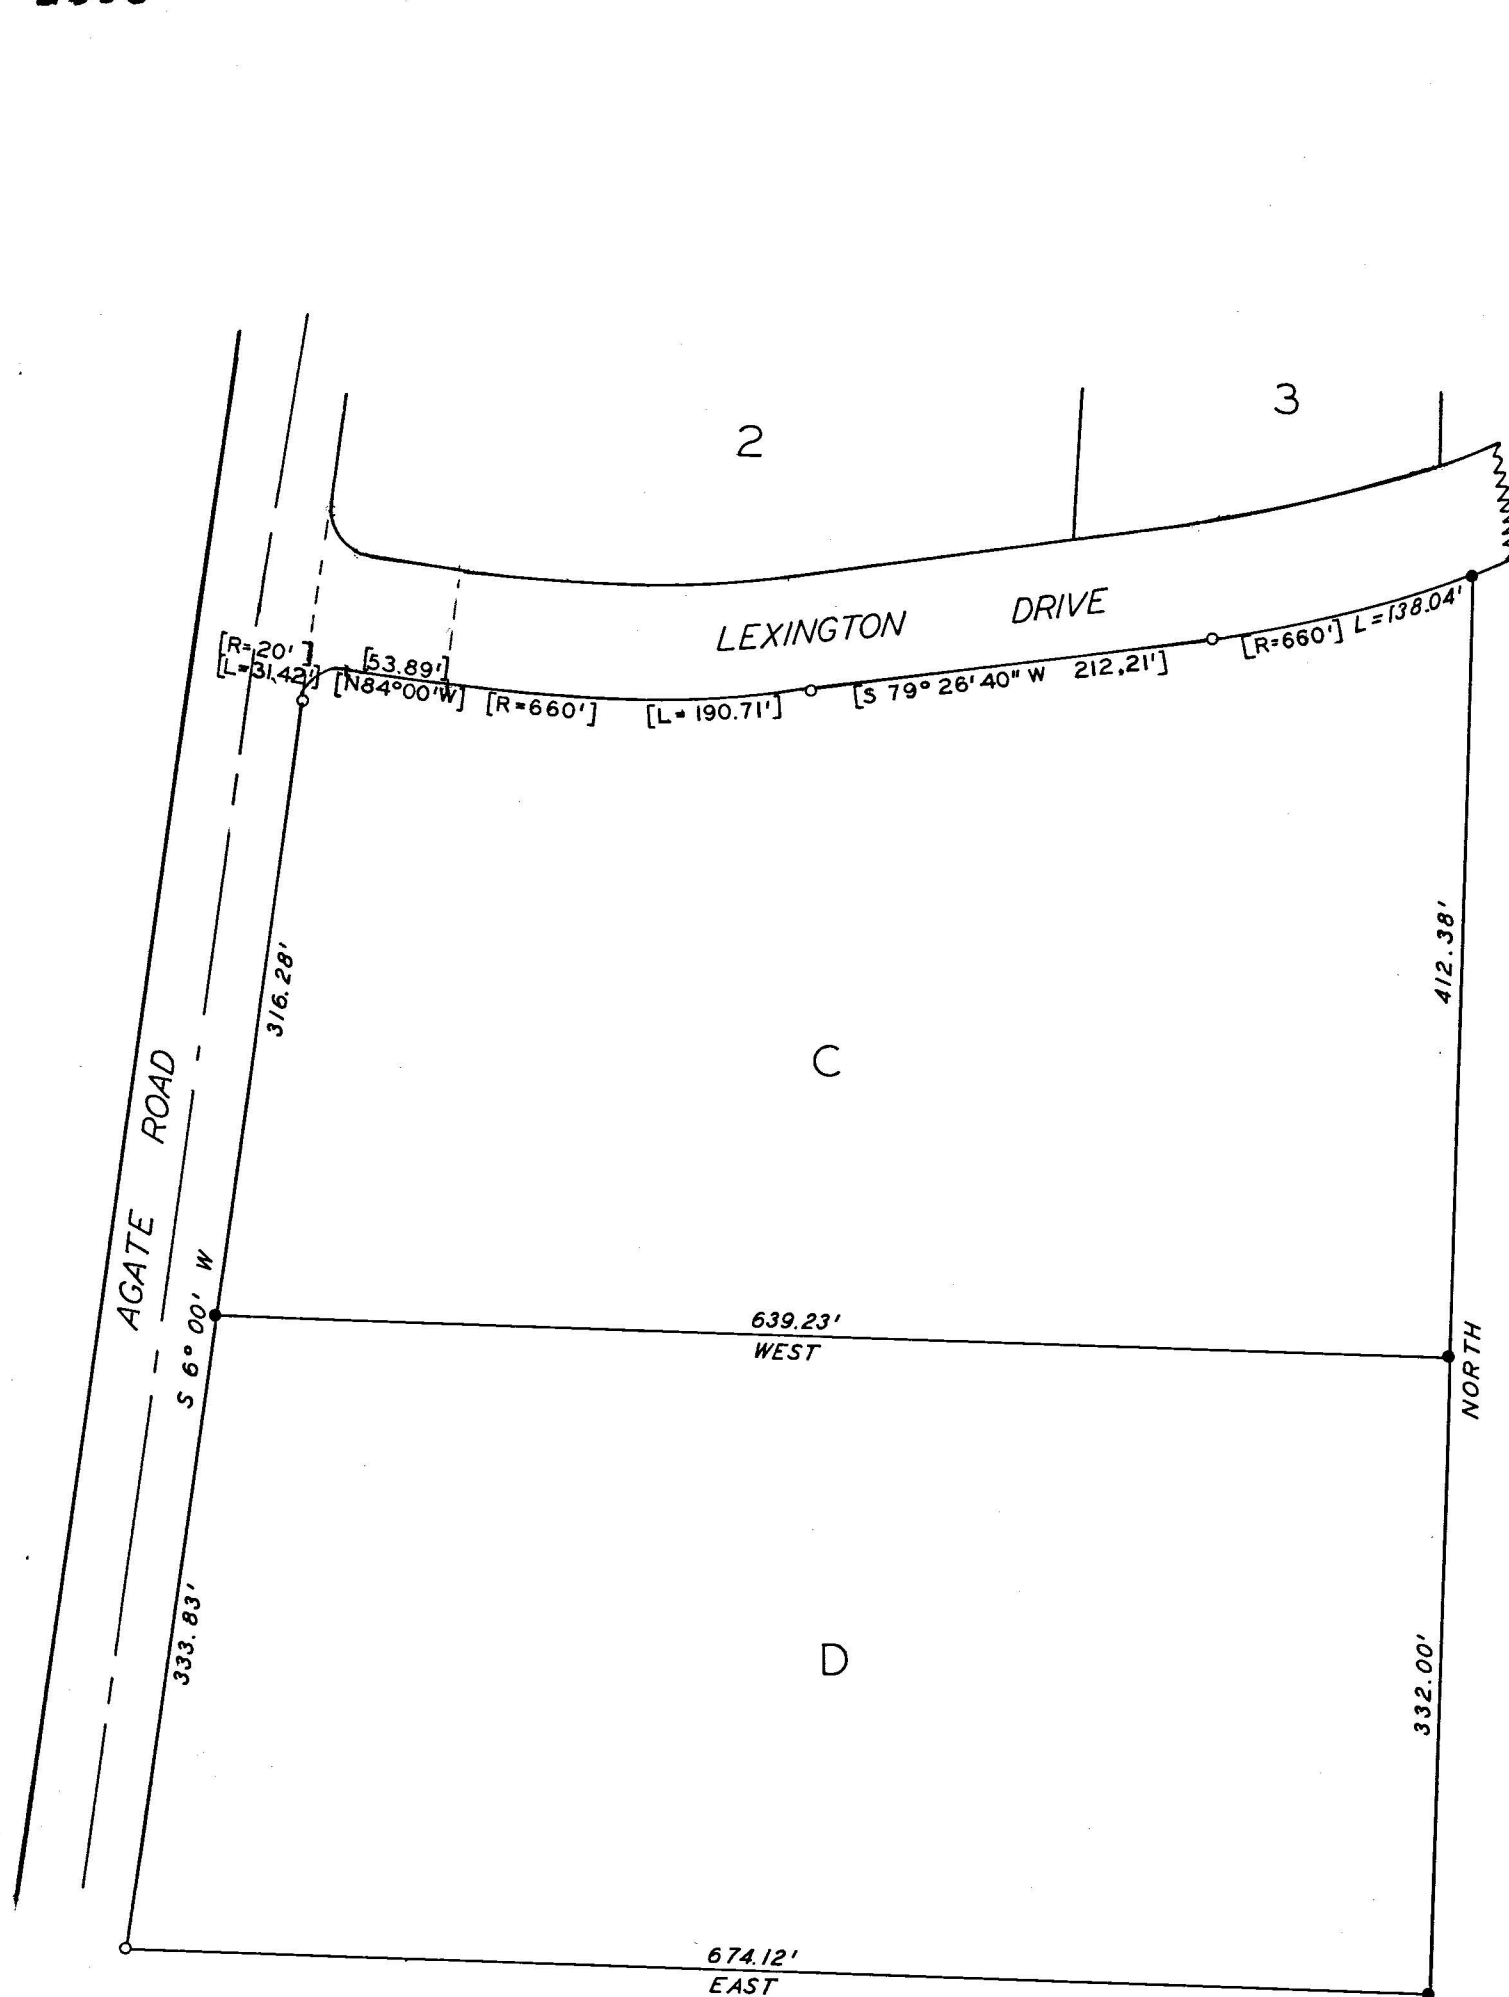 3
2
LEXINGTON DRIVE
[R=20']
[L=31.42']
[53.89']
[N84°00'W]
[R=660']
[L=190.71']
[S 79° 26' 40" W 212.21']
[R=660'] L=138.04'
316.28'
412.38'
C
AGATE ROAD
S 6° 00' W
639.23'
WEST
NORTH
333.83'
D
332.00'
674.12'
EAST